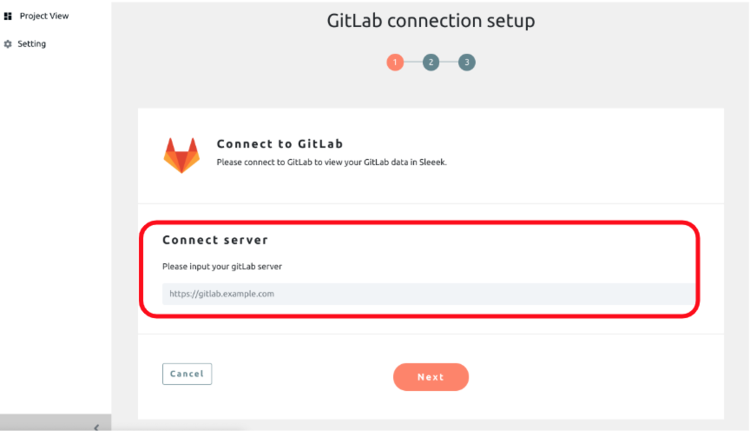 Project View
Setting
GitLab connection setup
1 2 3
Connect to GitLab
Please connect to GitLab to view your GitLab data in Sleeek.
Connect server
Please input your gitLab server
https://gitlab.example.com
Cancel
Next